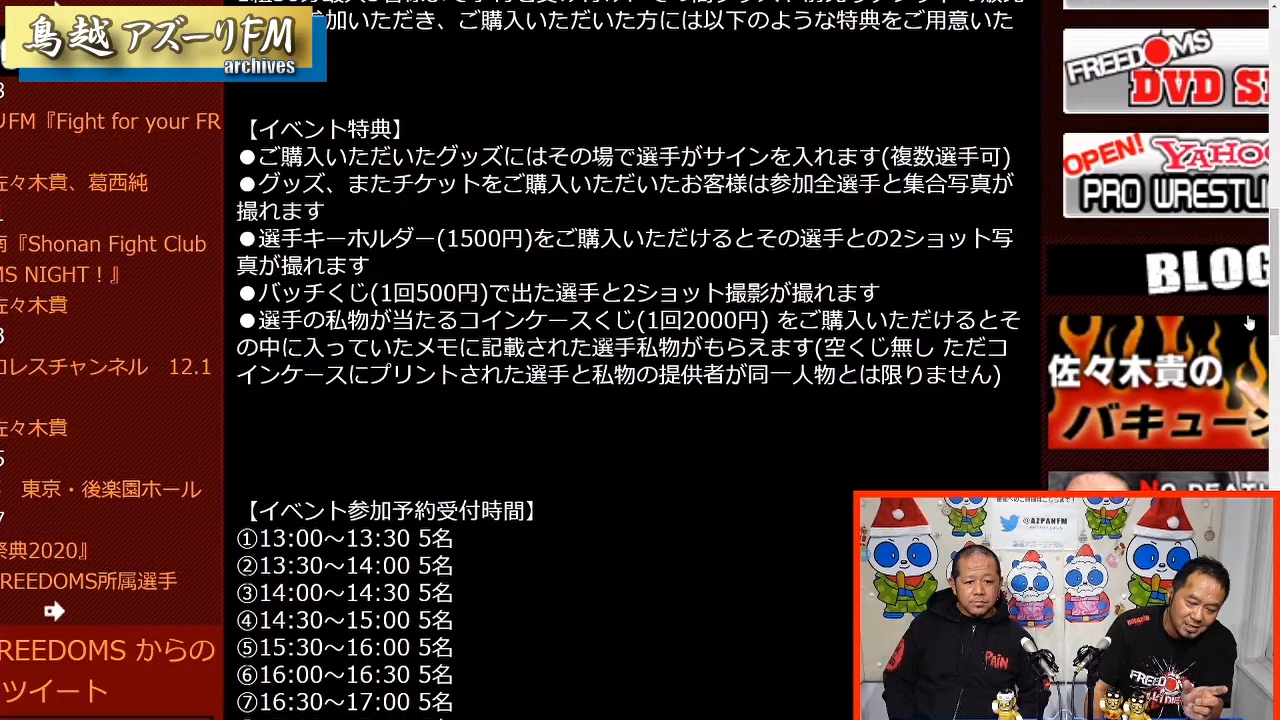 鳥越アズーリFM
archives
参加いただき、ご購入いただいた方には以下のような特典をご用意いた
【イベント特典】
●ご購入いただいたグッズにはその場で選手がサインを入れます(複数選手可)
●グッズ、またチケットをご購入いただいたお客様は参加全選手と集合写真が
撮れます
●選手キーホルダー(1500円)をご購入いただけるとその選手との2ショット写
真が撮れます
●バッチくじ(1回500円)で出た選手と2ショット撮影が撮れます
●選手の私物が当たるコインケースくじ(1回2000円) をご購入いただけるとそ
の中に入っていたメモに記載された選手私物がもらえます(空くじ無し ただコ
インケースにプリントされた選手と私物の提供者が同一人物とは限りません)
【イベント参加予約受付時間】
①13:00～13:30 5名
②13:30～14:00 5名
③14:00～14:30 5名
④14:30～15:00 5名
⑤15:30～16:00 5名
⑥16:00～16:30 5名
⑦16:30～17:00 5名
リFM『Fight for your FR
佐々木貴、葛西純
南『Shonan Fight Club
MS NIGHT！』
佐々木貴
ロレスチャンネル 12.1
佐々木貴
東京・後楽園ホール
祭典2020』
FREEDOMS所属選手
FREEDOMS からの
ツイート
FREEDOMS
DVD
OPEN! YAHOO
PRO WRESTLI
BLOG
佐々木貴の
バキューン
NO DEATH
@AZPANFM
PAIN
FREEDOMS